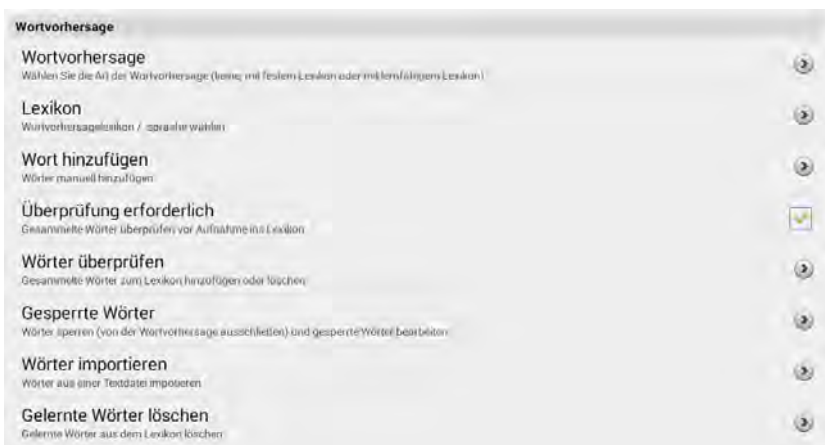 Wortvorhersage
Wortvorhersage
Wählen Sie die Art der Wortvorhersage (keine, mit festem Lexikon oder mit lernfähigem Lexikon)
Lexikon
Wortvorhersagelexikon / -sprache wählen
Wort hinzufügen
Wörter manuell hinzufügen
Überprüfung erforderlich
Gesammelte Wörter überprüfen vor Aufnahme ins Lexikon
Wörter überprüfen
Gesammelte Wörter zum Lexikon hinzufügen oder löschen
Gesperrte Wörter
Wörter sperren (von der Wortvorhersage ausschließen) und gesperrte Wörter bearbeiten
Wörter importieren
Wörter aus einer Textdatei impotieren
Gelernte Wörter löschen
Gelernte Wörter aus dem Lexikon löschen